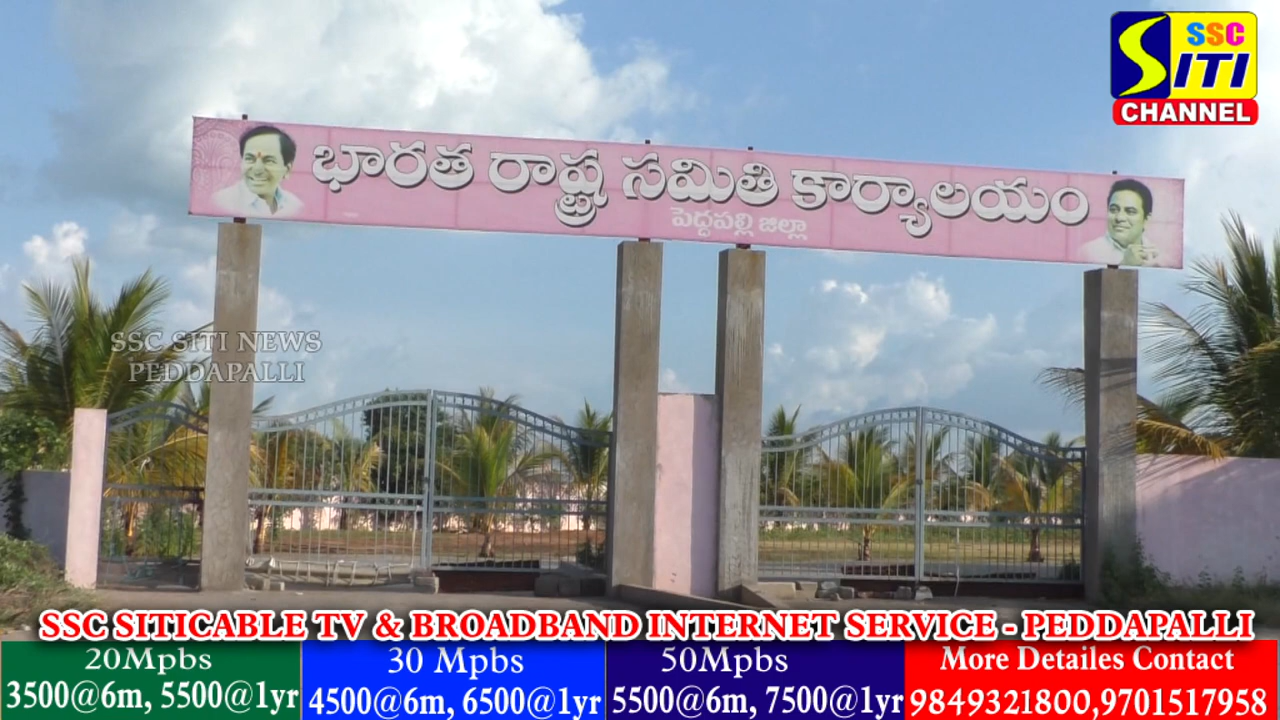 SSC
SITI
CHANNEL
భారత రాష్ట్ర సమితి కార్యాలయం
పెద్దపల్లి జిల్లా
SSC SITI NEWS
PEDDAPALLI
SSC SITICABLE TV & BROADBAND INTERNET SERVICE - PEDDAPALLI
20Mpbs
3500@6m, 5500@1yr
30 Mpbs
4500@6m, 6500@1yr
50Mpbs
5500@6m, 7500@1yr
More Detailes Contact
9849321800,9701517958